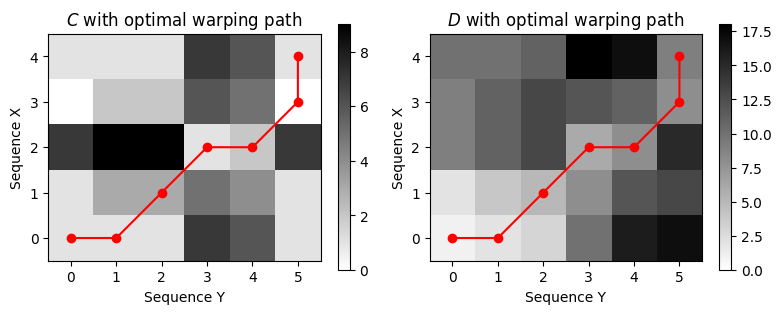 C with optimal warping path
D with optimal warping path
Sequence X
4
3
2
1
0
0 1 2 3 4 5
Sequence Y
8
6
4
2
0
Sequence X
4
3
2
1
0
0 1 2 3 4 5
Sequence Y
17.5
15.0
12.5
10.0
7.5
5.0
2.5
0.0